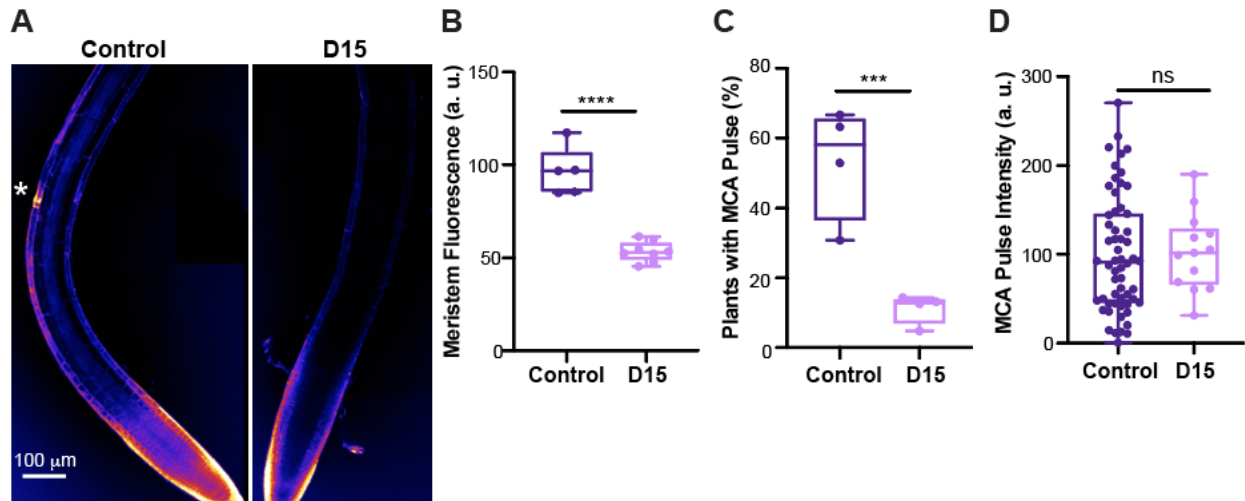 A
Control
D15
*
100 μm
B
Meristem Fluorescence (a. u.)
150
100
50
0
****
Control
D15
C
Plants with MCA Pulse (%)
80
60
40
20
0
***
Control
D15
D
MCA Pulse Intensity (a. u.)
300
200
100
0
ns
Control
D15